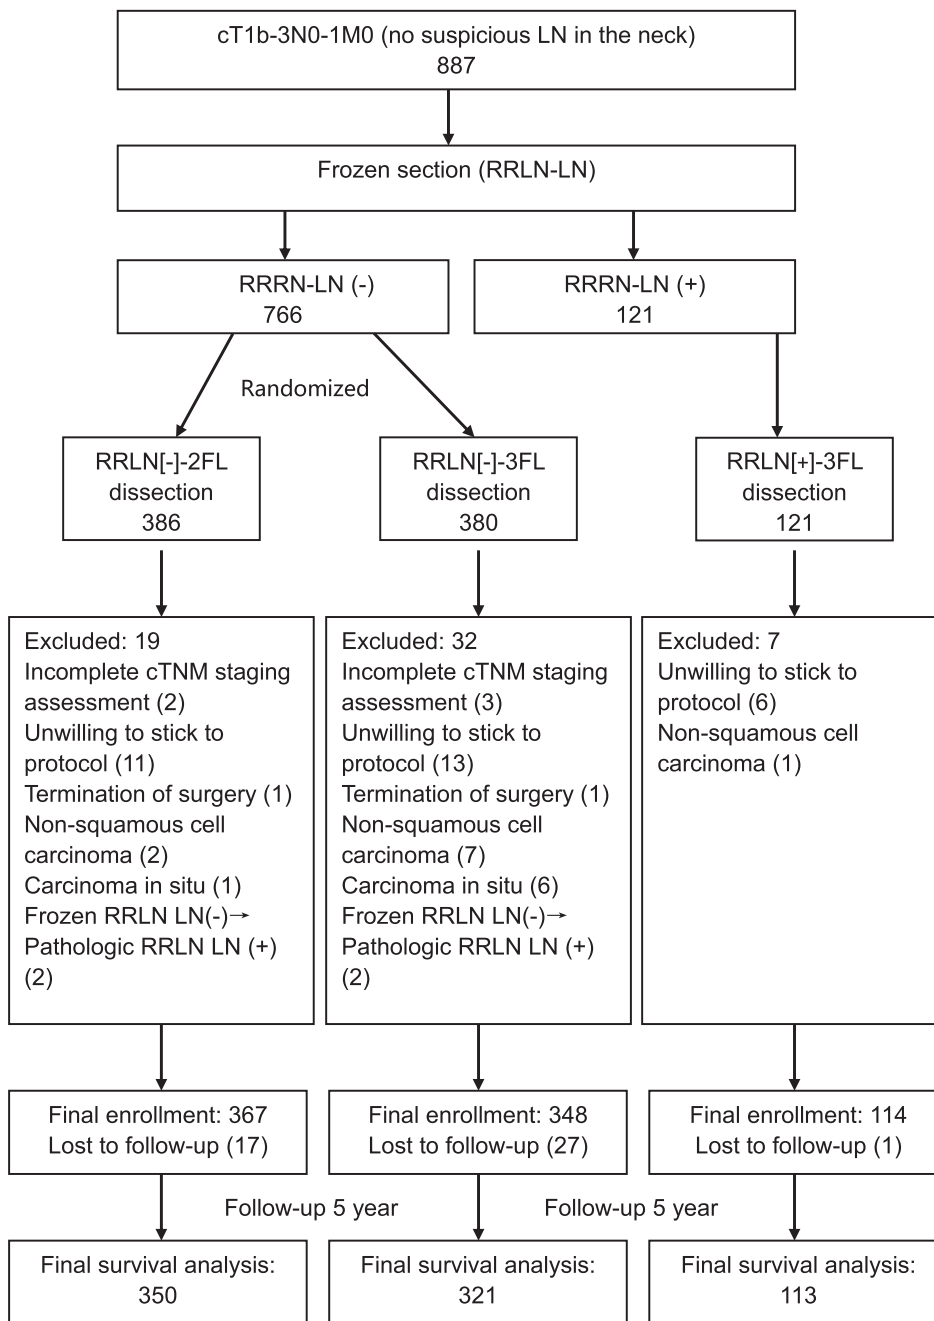 cT1b-3N0-1M0 (no suspicious LN in the neck)
887
Frozen section (RRLN-LN)
RRRN-LN (-)
766
RRRN-LN (+)
121
Randomized
RRLN[-]-2FL
dissection
386
RRLN[-]-3FL
dissection
380
RRLN[+]-3FL
dissection
121
Excluded: 19
Incomplete cTNM staging
assessment (2)
Unwilling to stick to
protocol (11)
Termination of surgery (1)
Non-squamous cell
carcinoma (2)
Carcinoma in situ (1)
Frozen RRLN LN(-)→
Pathologic RRLN LN (+)
(2)
Excluded: 32
Incomplete cTNM staging
assessment (3)
Unwilling to stick to
protocol (13)
Termination of surgery (1)
Non-squamous cell
carcinoma (7)
Carcinoma in situ (6)
Frozen RRLN LN(-)→
Pathologic RRLN LN (+)
(2)
Excluded: 7
Unwilling to stick to
protocol (6)
Non-squamous cell
carcinoma (1)
Final enrollment: 367
Lost to follow-up (17)
Final enrollment: 348
Lost to follow-up (27)
Final enrollment: 114
Lost to follow-up (1)
Follow-up 5 year
Follow-up 5 year
Final survival analysis:
350
Final survival analysis:
321
Final survival analysis:
113